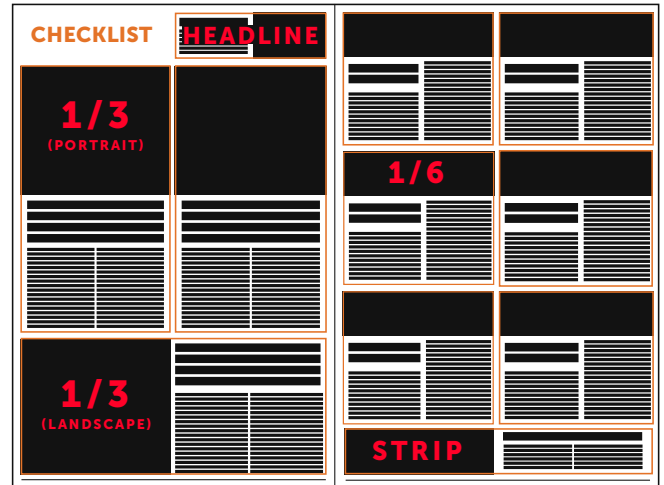 CHECKLIST
HEADLINE
1/3
(PORTRAIT)
1/3
(LANDSCAPE)
1/6
STRIP